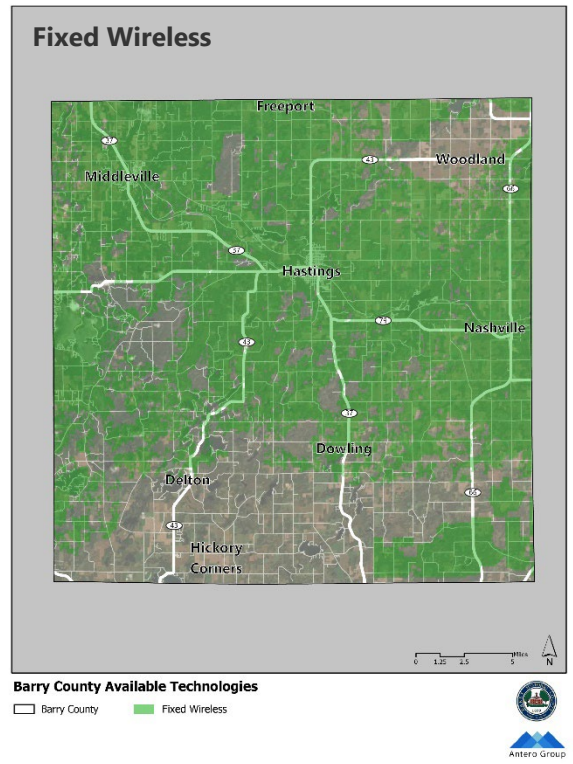 Fixed Wireless
Freeport
37
43
Woodland
Middleville
66
37
Hastings
79
Nashville
43
37
Dowling
Delton
66
43
Hickory
Corners
Miles
0 1.25 2.5 5
N
Barry County Available Technologies
Barry County
Fixed Wireless
Antero Group